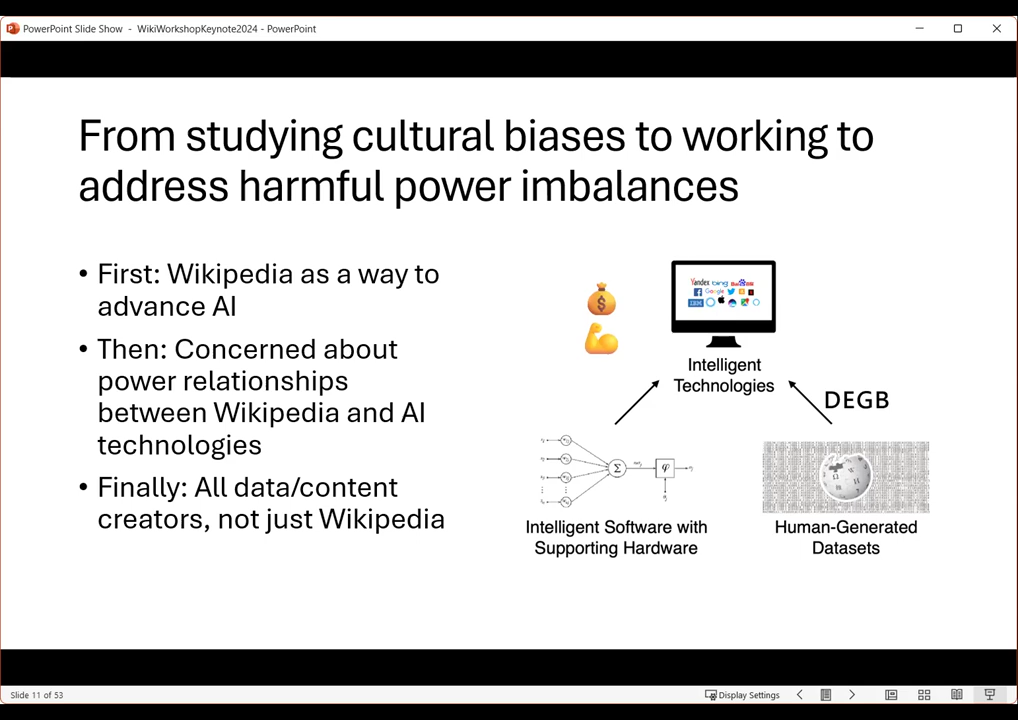 PowerPoint Slide Show - WikiWorkshopKeynote2024 - PowerPoint
From studying cultural biases to working to
address harmful power imbalances
• First: Wikipedia as a way to
advance AI
• Then: Concerned about
power relationships
between Wikipedia and AI
technologies
• Finally: All data/content
creators, not just Wikipedia
Yandex bing Baidu
Google
IBM
Intelligent
Technologies
DEGB
Σ
φ
Intelligent Software with
Supporting Hardware
Human-Generated
Datasets
Slide 11 of 53
Display Settings